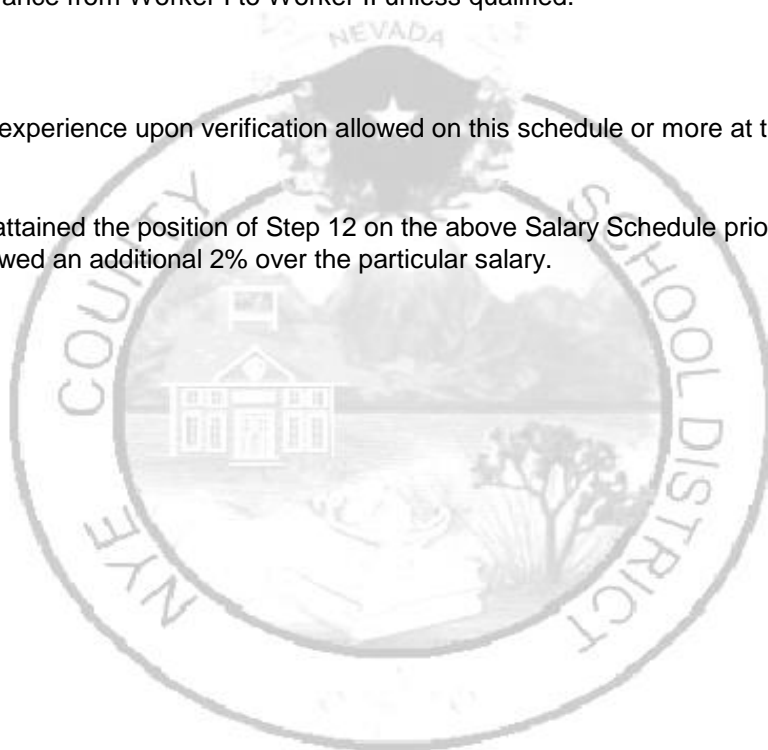 ance from Worker I to Worker II unless qualified.
NEVADA
experience upon verification allowed on this schedule or more at t
attained the position of Step 12 on the above Salary Schedule prio
wed an additional 2% over the particular salary.
NYE COUNTY SCHOOL DISTRICT